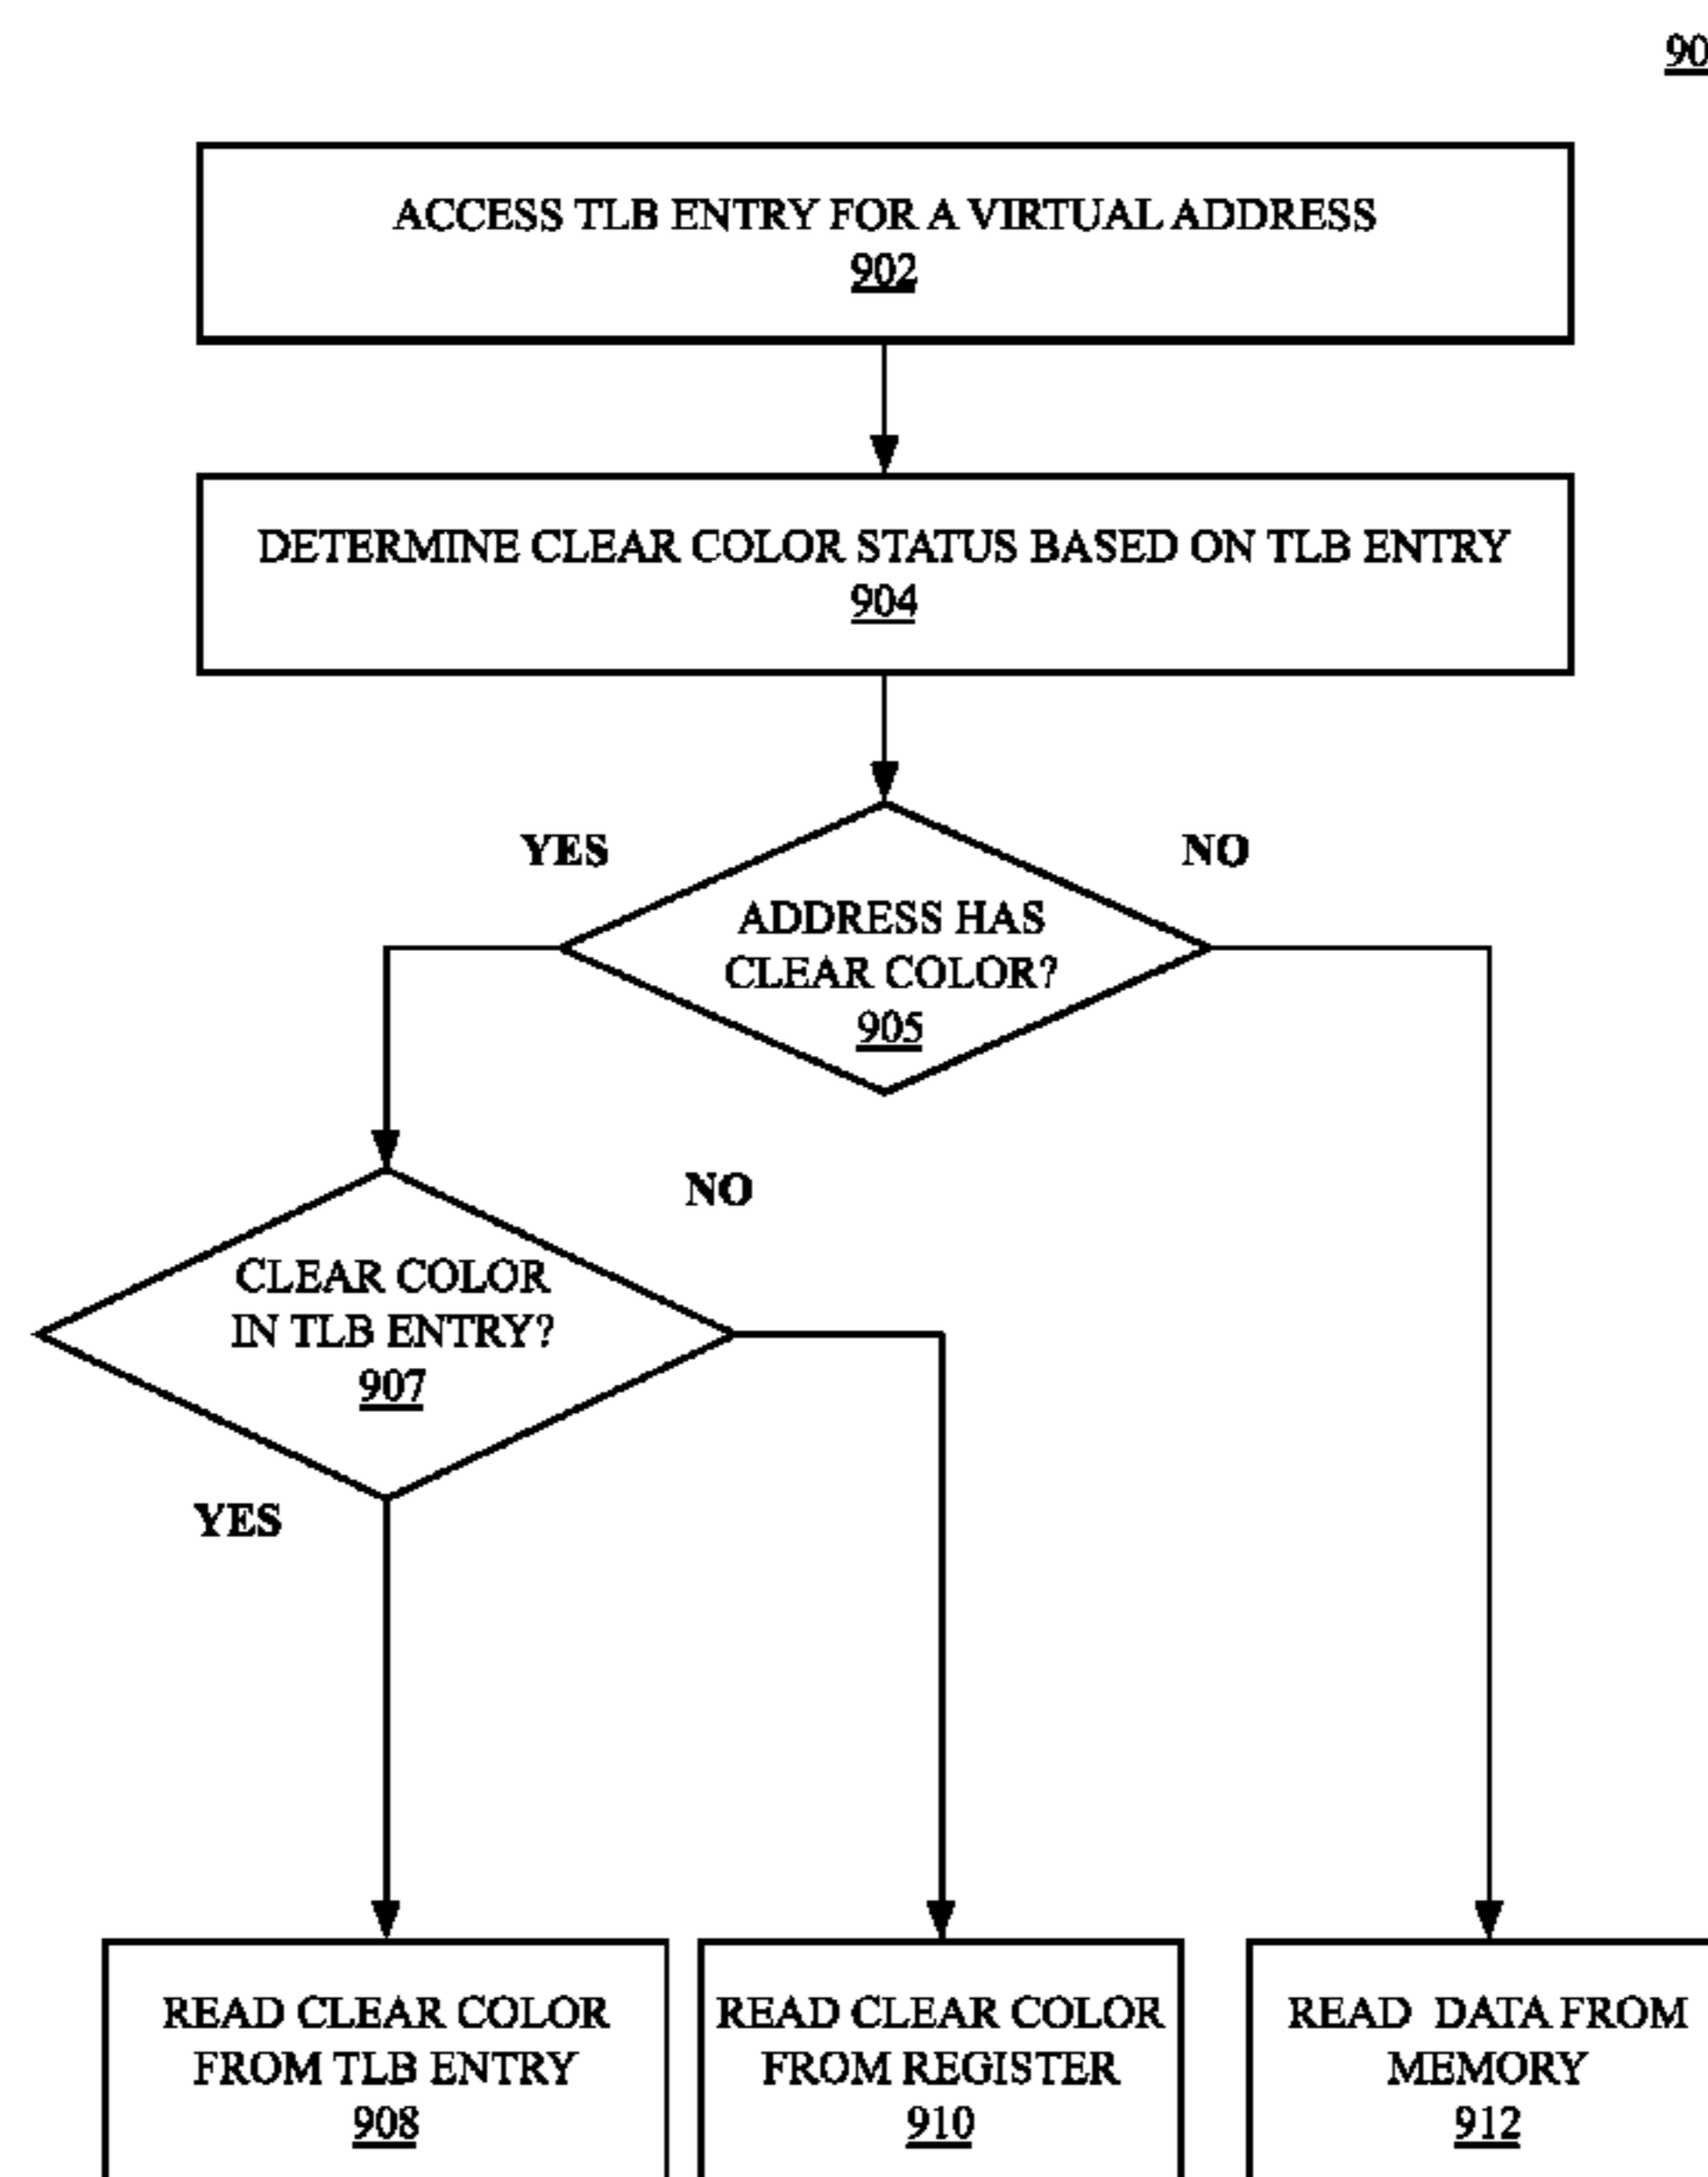 90
ACCESS TLB ENTRY FOR A VIRTUAL ADDRESS
902
DETERMINE CLEAR COLOR STATUS BASED ON TLB ENTRY
904
YES
NO
ADDRESS HAS
CLEAR COLOR?
905
NO
CLEAR COLOR
IN TLB ENTRY?
907
YES
READ CLEAR COLOR
FROM TLB ENTRY
908
READ CLEAR COLOR
FROM REGISTER
910
READ DATA FROM
MEMORY
912